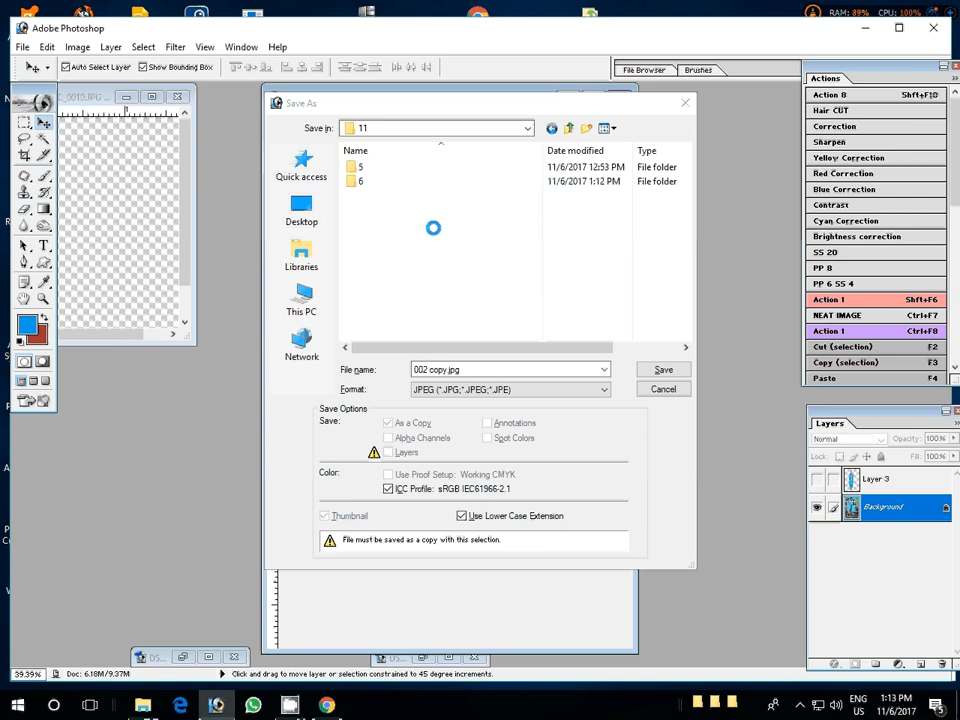 RAM: 89% CPU: 100%
Adobe Photoshop
File Edit Image Layer Select Filter View Window Help
Auto Select Layer Show Bounding Box
File Browser Brushes
C_0010.JPG
Save As
Save in: 11
Name Date modified Type
5 11/6/2017 12:53 PM File folder
6 11/6/2017 1:12 PM File folder
Quick access
Desktop
Libraries
This PC
Network
File name: 002 copy.jpg Save
Format: JPEG (*.JPG;*.JPEG;*.JPE) Cancel
Save Options
Save: As a Copy Annotations
Alpha Channels Spot Colors
Layers
Color: Use Proof Setup: Working CMYK
ICC Profile: sRGB IEC61966-2.1
Thumbnail Use Lower Case Extension
File must be saved as a copy with this selection.
Actions
Action 8 Shft+F10
Hair CUT
Correction
Sharpen
Yellow Correction
Red Correction
Blue Correction
Contrast
Cyan Correction
Brightness correction
SS 20
PP 8
PP 6 SS 4
Action 1 Shft+F6
NEAT IMAGE Ctrl+F7
Action 1 Ctrl+F8
Cut (selection) F2
Copy (selection) F3
Paste F4
Layers
Normal Opacity: 100%
Lock: Fill: 100%
Layer 3
Background
DS...
DS...
39.39% Doc: 6.18M/9.37M Click and drag to move layer or selection constrained to 45 degree increments.
ENG
US
1:13 PM
11/6/2017
5